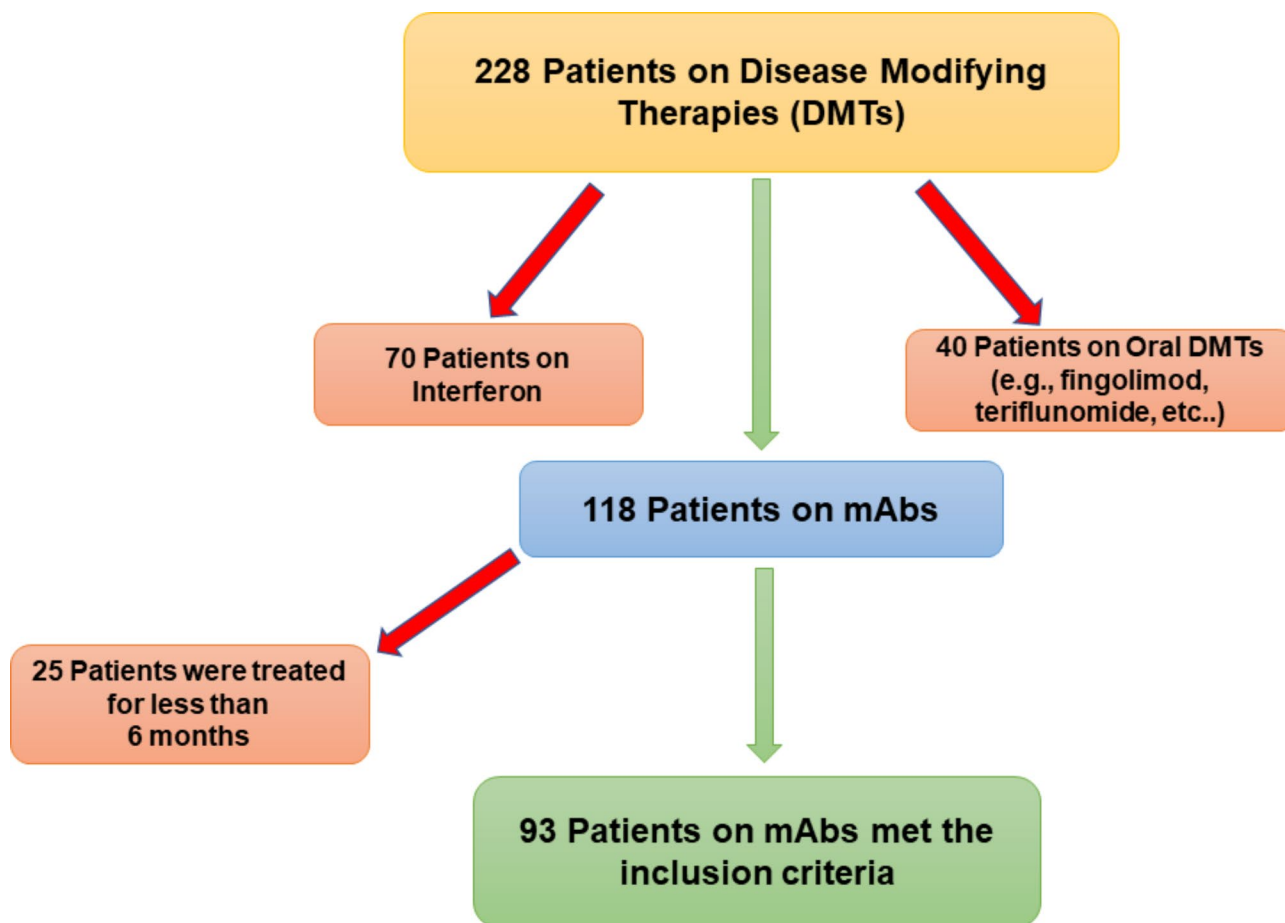 228 Patients on Disease Modifying
Therapies (DMTs)
70 Patients on
Interferon
40 Patients on Oral DMTs
(e.g., fingolimod,
teriflunomide, etc..)
118 Patients on mAbs
25 Patients were treated
for less than
6 months
93 Patients on mAbs met the
inclusion criteria